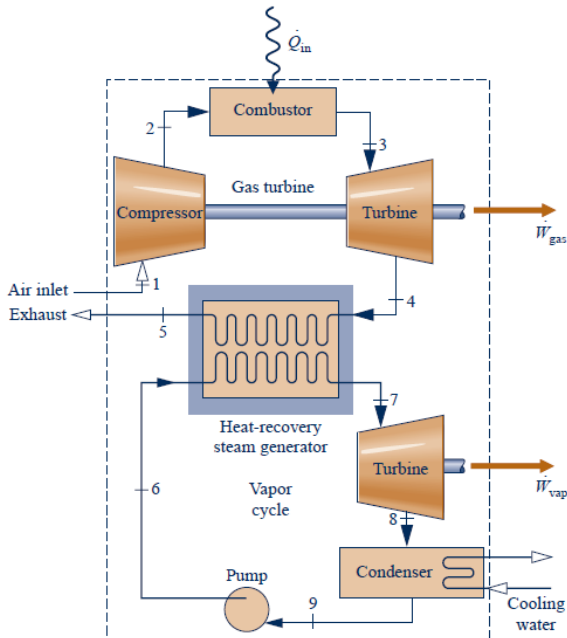 Q̇in
Combustor
2
3
Gas turbine
Compressor
Turbine
Ẇgas
1
Air inlet
4
Exhaust
5
Heat-recovery
steam generator
7
Turbine
6
Vapor
cycle
Ẇvap
8
Pump
Condenser
9
Cooling
water